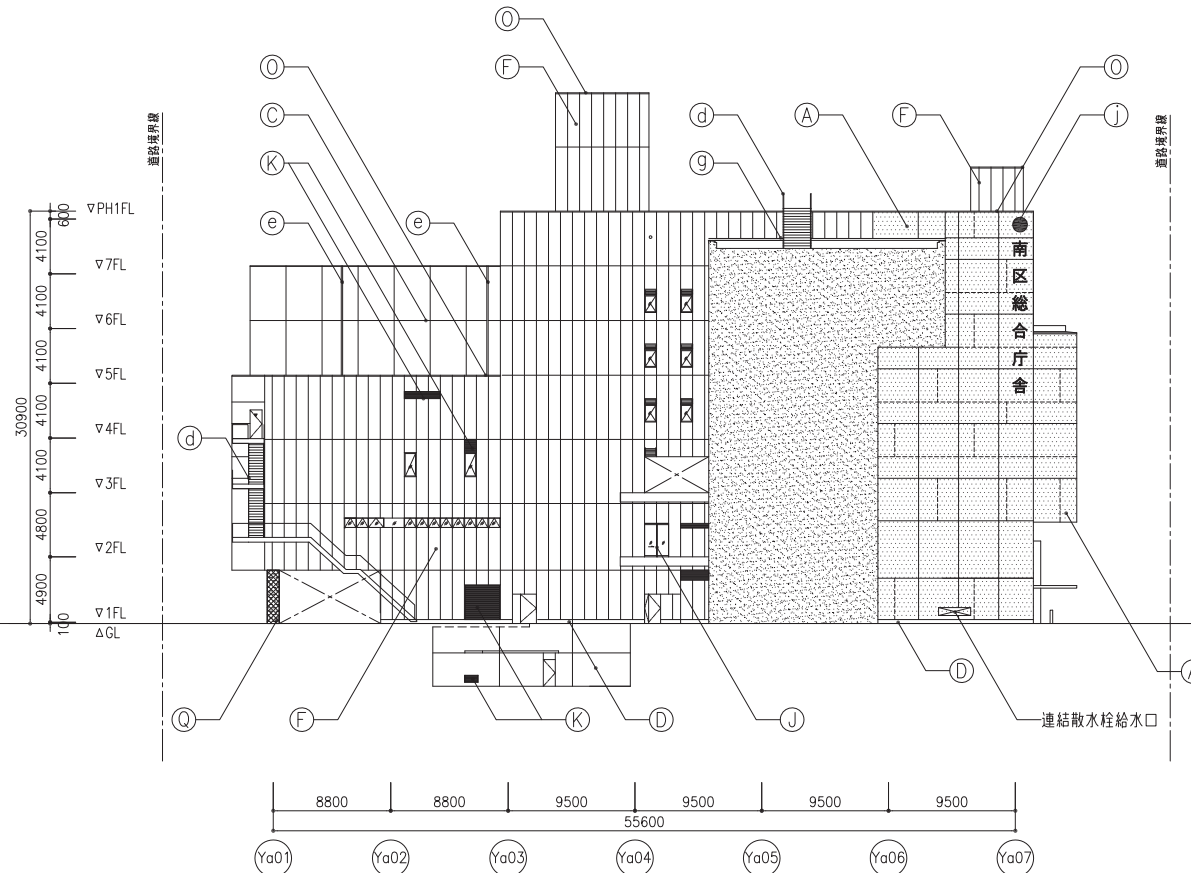 O
O
F
O
C
d
A
F
j
K
g
e
e
道路境界線
道路境界線
600
▽PH1FL
4100
▽7FL
4100
▽6FL
4100
▽5FL
4100
▽4FL
4100
▽3FL
4800
▽2FL
4900
▽1FL
100
△GL
30900
南区総合庁舎
d
Q
F
K
D
J
D
A
連結散水栓給水口
8800
8800
9500
9500
9500
9500
55600
Ya01
Ya02
Ya03
Ya04
Ya05
Ya06
Ya07